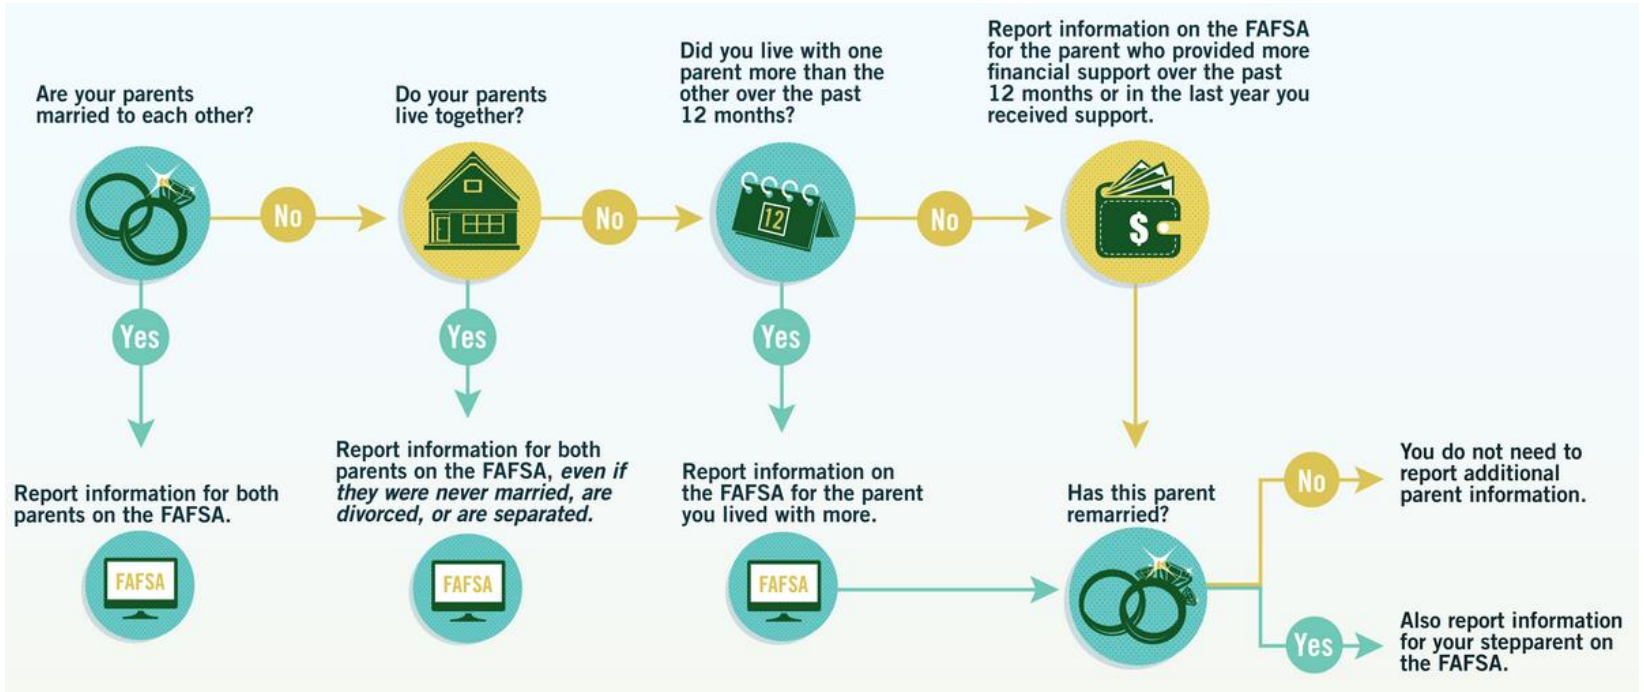 Are your parents
married to each other?
No
Do your parents
live together?
No
Did you live with one
parent more than the
other over the past
12 months?
12
No
Report information on the FAFSA
for the parent who provided more
financial support over the past
12 months or in the last year you
received support.
$
Yes
Yes
Yes
Report information for both
parents on the FAFSA.
FAFSA
Report information for both
parents on the FAFSA, even if
they were never married, are
divorced, or are separated.
FAFSA
Report information on
the FAFSA for the parent
you lived with more.
FAFSA
Has this parent
remarried?
No
You do not need to
report additional
parent information.
Yes
Also report information
for your stepparent on
the FAFSA.